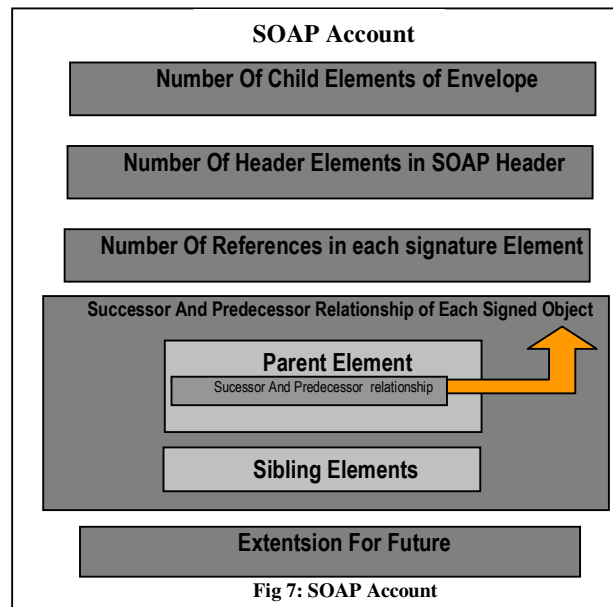 SOAP Account
Number Of Child Elements of Envelope
Number Of Header Elements in SOAP Header
Number Of References in each signature Element
Successor And Predecessor Relationship of Each Signed Object
Parent Element
Sucessor And Predecessor relationship
Sibling Elements
Extentsion For Future
Fig 7: SOAP Account